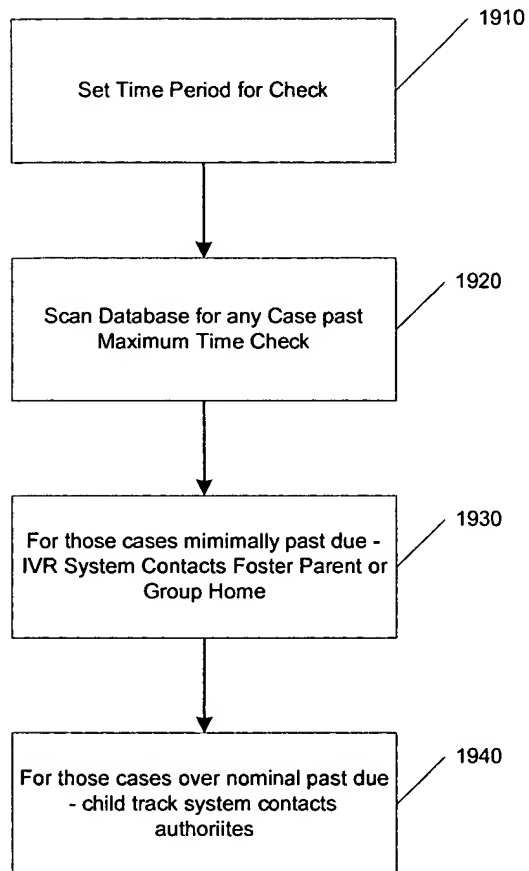 1910
Set Time Period for Check
1920
Scan Database for any Case past
Maximum Time Check
1930
For those cases mimimally past due -
IVR System Contacts Foster Parent or
Group Home
1940
For those cases over nominal past due
- child track system contacts
authoriites